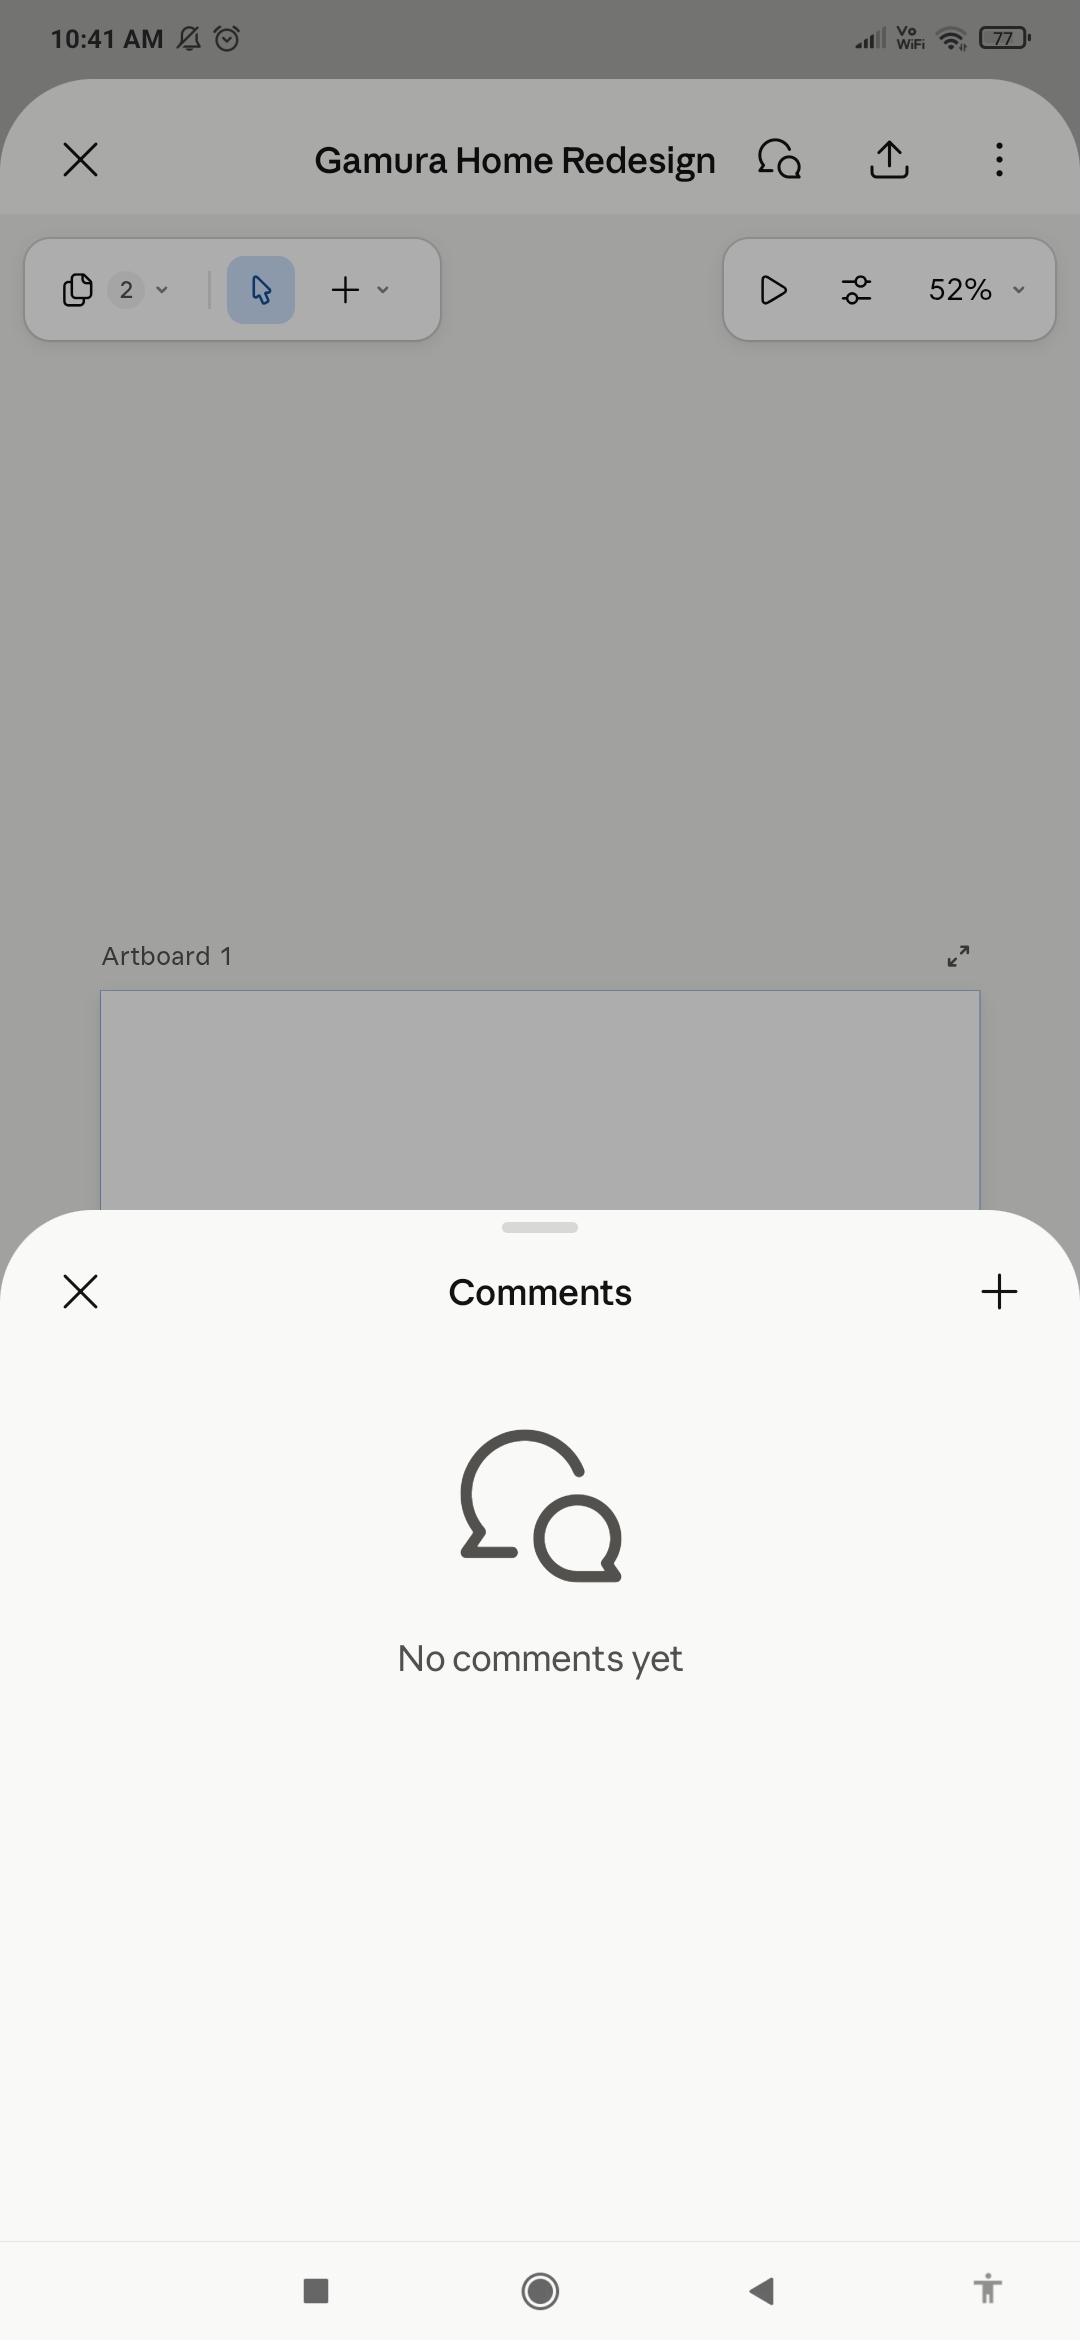 10:41 AM
Vo
WiFi
77
Gamura Home Redesign
2
52%
Artboard 1
Comments
No comments yet